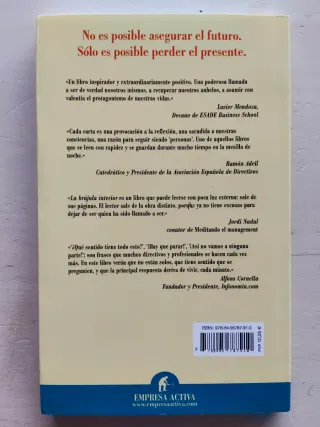 No es posible asegurar el futuro.
Sólo es posible perder el presente.
«Un libro inspirador y extraordinariamente positivo. Una poderosa llamada
a ser de verdad nosotros mismos, a recuperar nuestros anhelos, a asumir con
valentía el protagonismo de nuestras vidas.»
Xavier Mendoza,
Decano de ESADE Business School
«Cada carta es una provocación a la reflexión, una sacudida a nuestras
conciencias, una razón para seguir siendo 'personas'. Uno de aquellos libros
que se leen con rapidez y se guardan durante mucho tiempo en la mesilla de
noche.»
Ramón Adell
Catedrático y Presidente de la Asociación Española de Directivos
«La brújula interior es un libro que puede leerse con poca luz externa: sale de
sus páginas. El lector sale de la obra distinto, porque ya no tiene excusas para
dejar de ser quien ha sido llamado a ser.»
Jordi Nadal
coautor de Meditando el management
«'¡Qué sentido tiene todo esto!', '¡Hay que parar!', '¡Así no vamos a ninguna
parte!'; son frases que muchos directivos y profesionales se hacen cada vez
más. En este libro verán que no están solos, que tiene sentido que se
pregunten, y que la principal respuesta deriva de vivir, cada minuto.»
Alfons Cornella
Fundador y Presidente, Infonomia.com
EMPRESA ACTIVA
www.empresaactiva.com